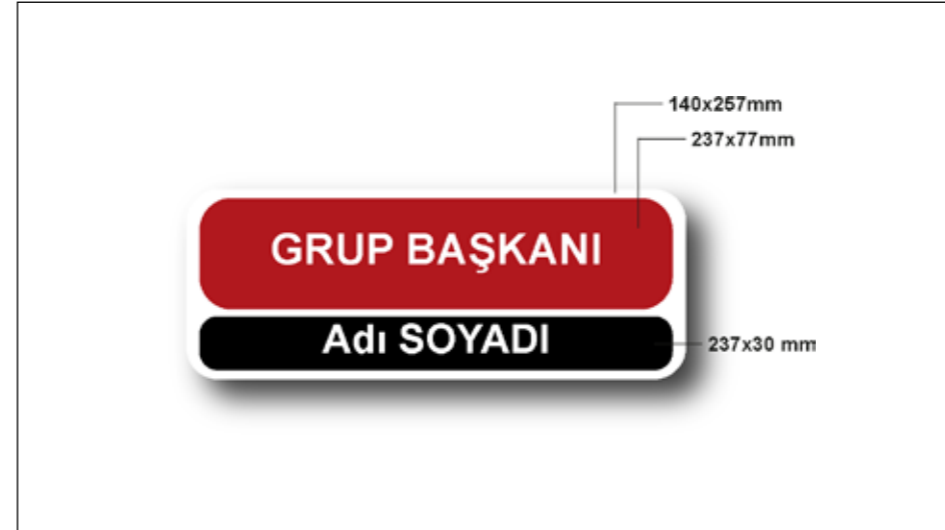 140x257mm
237x77mm
GRUP BAŞKANI
Adı SOYADI
237x30 mm